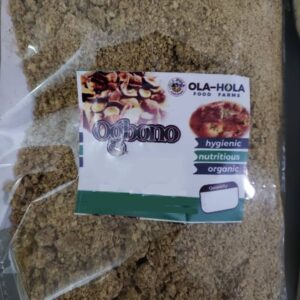 OLA-HOLA
FOOD FARMS
Ogbono
hygienic
nutritious
organic
Quantity